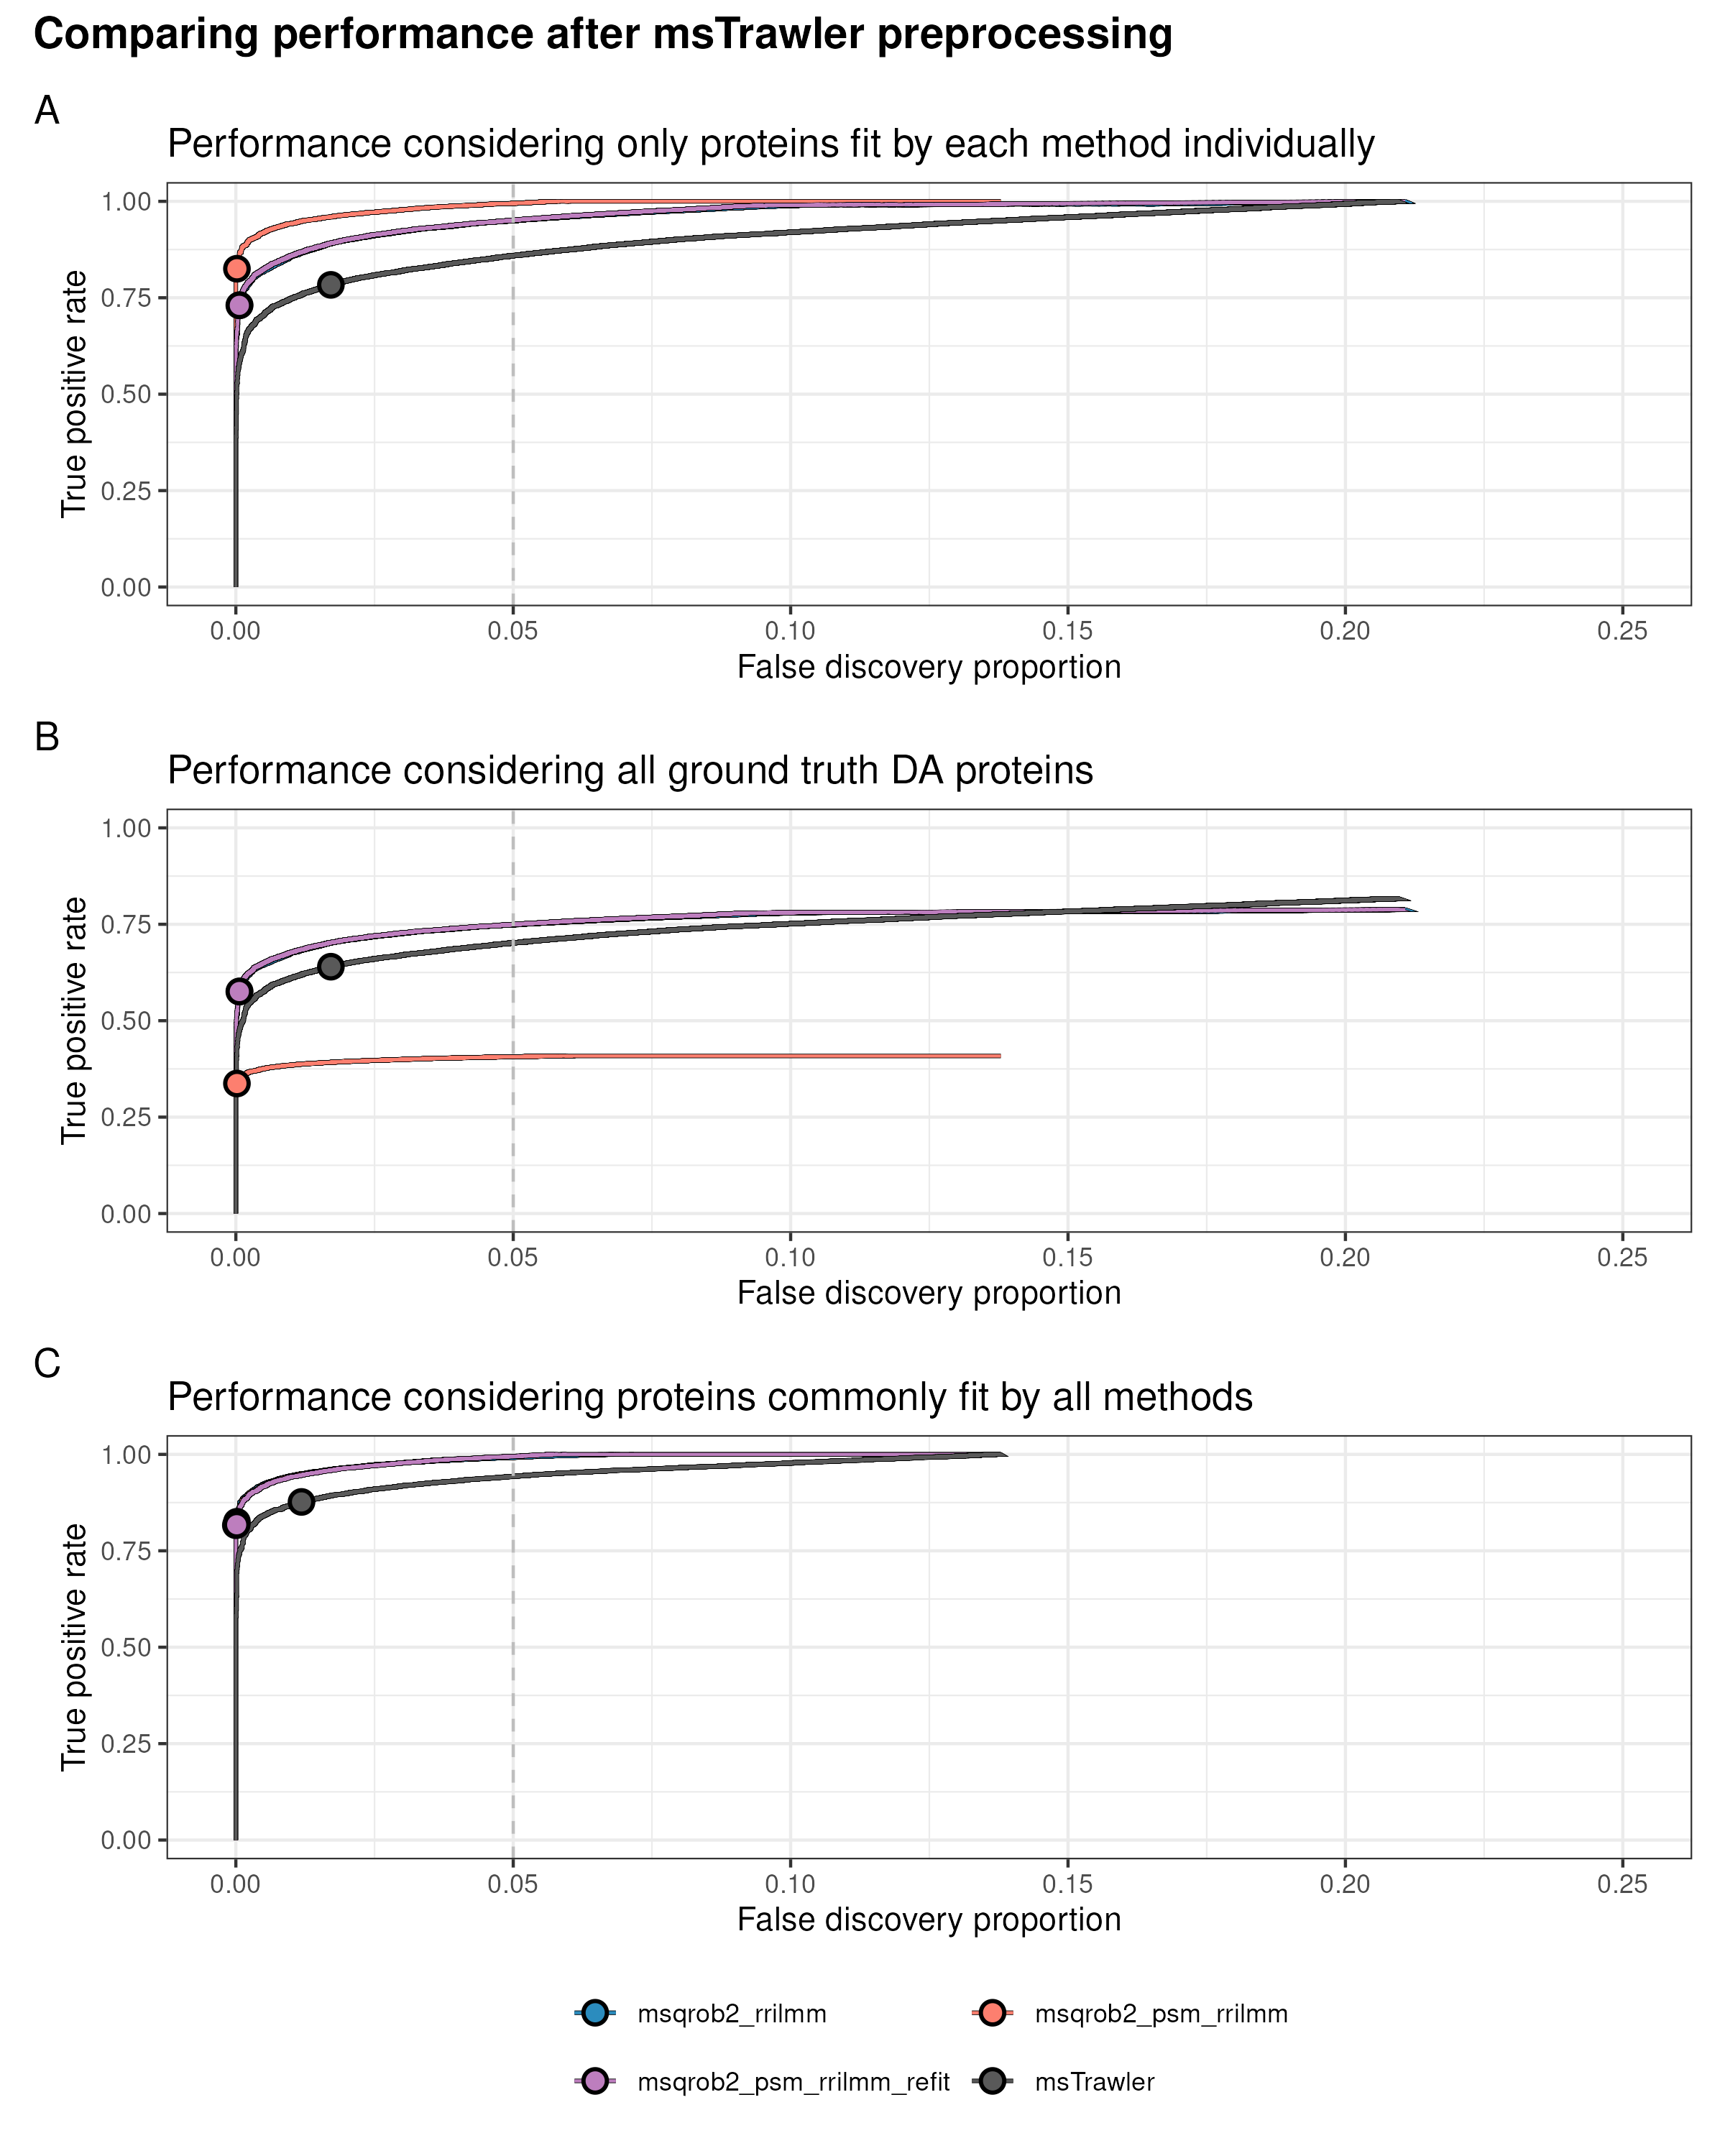 Comparing performance after msTrawler preprocessing
A
Performance considering only proteins fit by each method individually
True positive rate
1.00
0.75
0.50
0.25
0.00
0.00 0.05 0.10 0.15 0.20 0.25
False discovery proportion
B
Performance considering all ground truth DA proteins
True positive rate
1.00
0.75
0.50
0.25
0.00
0.00 0.05 0.10 0.15 0.20 0.25
False discovery proportion
C
Performance considering proteins commonly fit by all methods
True positive rate
1.00
0.75
0.50
0.25
0.00
0.00 0.05 0.10 0.15 0.20 0.25
False discovery proportion
msqrob2_rrilmm msqrob2_psm_rrilmm
msqrob2_psm_rrilmm_refit msTrawler